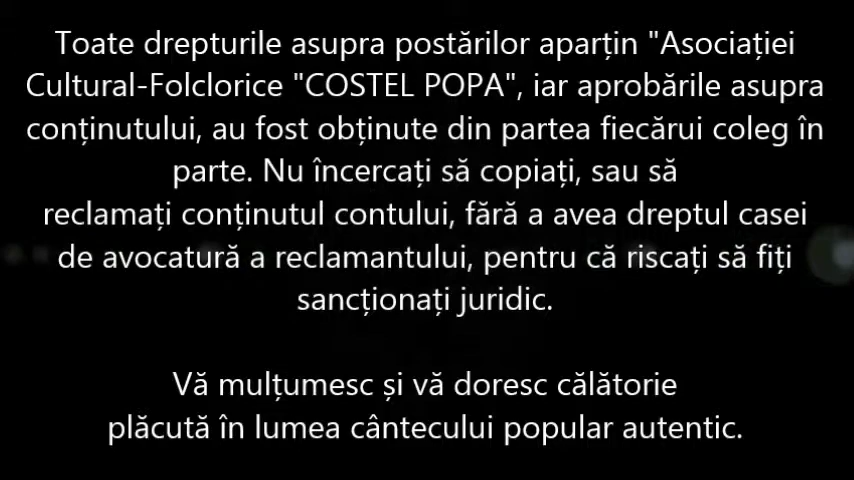 Toate drepturile asupra postărilor aparțin "Asociației
Cultural-Folclorice "COSTEL POPA", iar aprobările asupra
conținutului, au fost obținute din partea fiecărui coleg în
parte. Nu încercați să copiați, sau să
reclamați conținutul contului, fără a avea dreptul casei
de avocatură a reclamantului, pentru că riscați să fiți
sancționați juridic.
Vă mulțumesc și vă doresc călătorie
plăcută în lumea cântecului popular autentic.